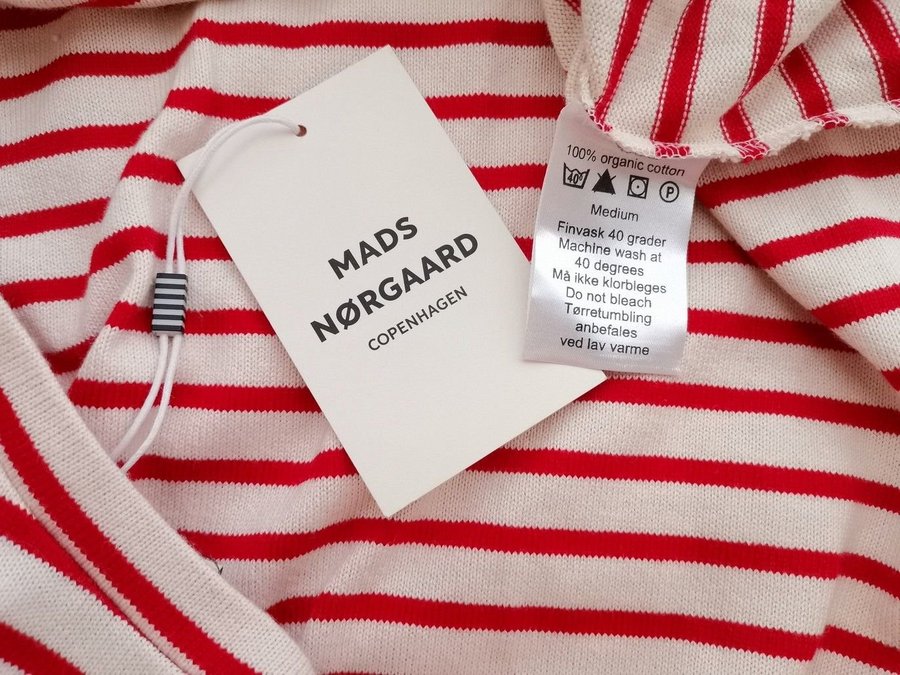 MADS
NØRGAARD
COPENHAGEN
100% organic cotton
40°
P
Medium
Finvask 40 grader
Machine wash at
40 degrees
Må ikke klorbleges
Do not bleach
Tørretumbling
anbefales
ved lav varme